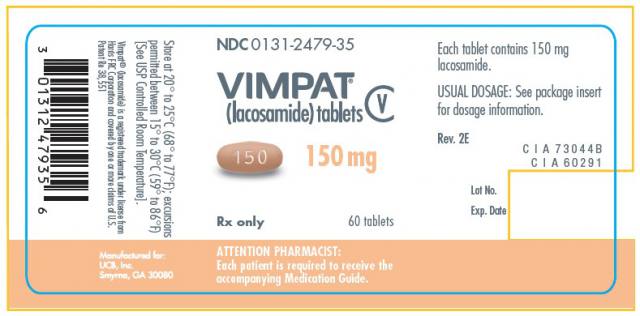 3 01312 47935 6
Vimpat® (lacosamide) is a registered trademark under license from
Harris FRC Corporation and covered by one or more claims of U.S.
Patent Re 38,551
Store at 20° to 25°C (68° to 77°F); excursions
permitted between 15° to 30°C (59° to 86°F)
[See USP Controlled Room Temperature].
Manufactured for:
UCB, Inc.
Smyrna, GA 30080
NDC 0131-2479-35
VIMPAT®
(lacosamide) tablets CV
150
150 mg
Rx only 60 tablets
ATTENTION PHARMACIST:
Each patient is required to receive the
accompanying Medication Guide.
Each tablet contains 150 mg
lacosamide.
USUAL DOSAGE: See package insert
for dosage information.
Rev. 2E
CIA 73044B
CIA 60291
Lot No.
Exp. Date